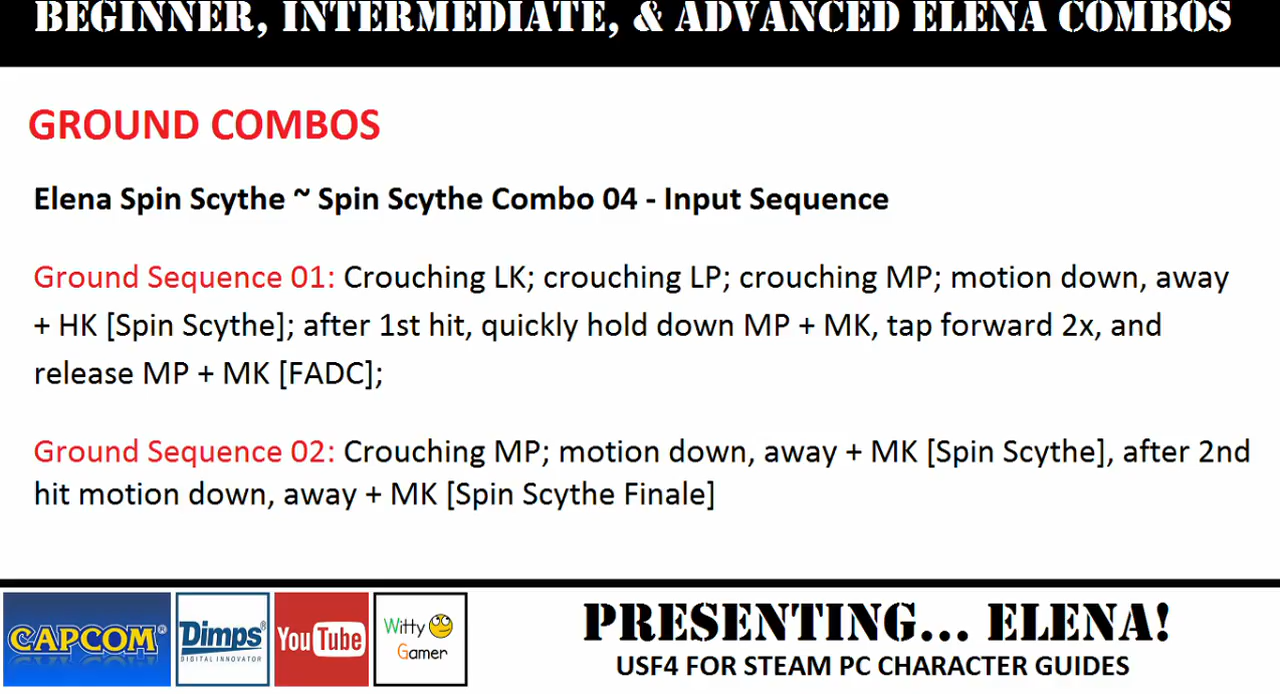 BEGINNER, INTERMEDIATE, & ADVANCED ELENA COMBOS
GROUND COMBOS
Elena Spin Scythe ~ Spin Scythe Combo 04 - Input Sequence
Ground Sequence 01: Crouching LK; crouching LP; crouching MP; motion down, away
+ HK [Spin Scythe]; after 1st hit, quickly hold down MP + MK, tap forward 2x, and
release MP + MK [FADC];
Ground Sequence 02: Crouching MP; motion down, away + MK [Spin Scythe], after 2nd
hit motion down, away + MK [Spin Scythe Finale]
CAPCOM®
Dimps®
DIGITAL INNOVATOR
YouTube
Witty
Gamer
PRESENTING... ELENA!
USF4 FOR STEAM PC CHARACTER GUIDES